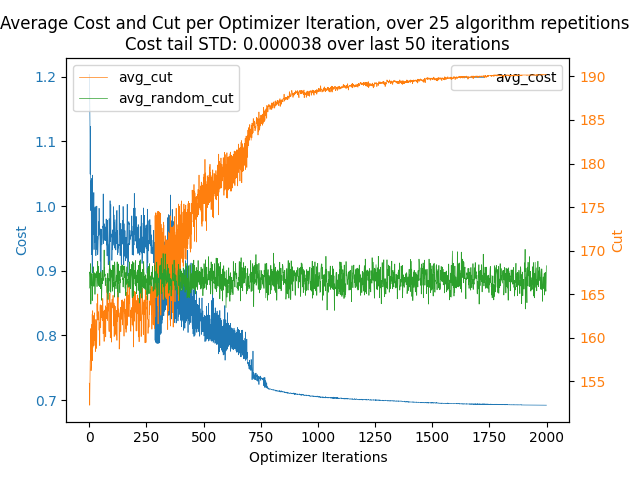 Average Cost and Cut per Optimizer Iteration, over 25 algorithm repetitions
Cost tail STD: 0.000038 over last 50 iterations
avg_cut
avg_random_cut
avg_cost
1.2
1.1
1.0
0.9
0.8
0.7
Cost
190
185
180
175
170
165
160
155
Cut
0 250 500 750 1000 1250 1500 1750 2000
Optimizer Iterations